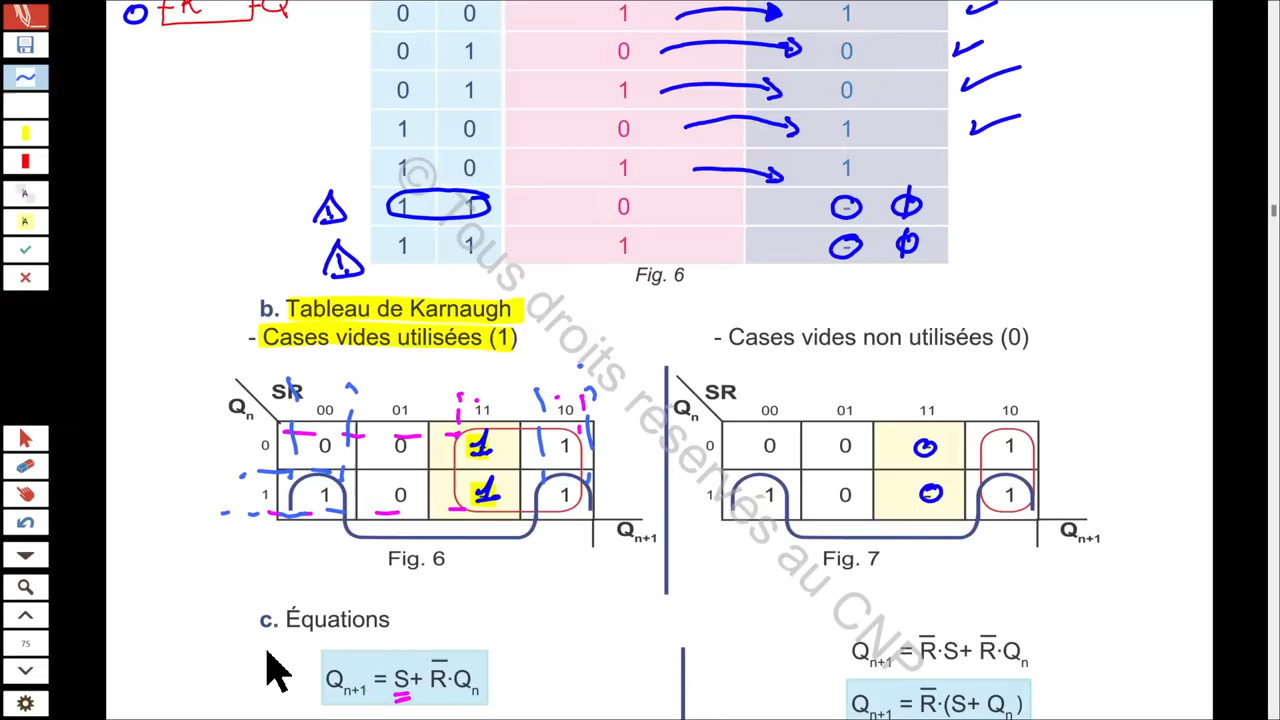 R Q
0 0 1 1
0 1 0 0
0 1 1 0
1 0 0 1
1 0 1 1
1 1 0 -
1 1 1 -
Fig. 6
b. Tableau de Karnaugh
- Cases vides utilisées (1)
- Cases vides non utilisées (0)
SR
Qn
00 01 11 10
0 0 0 1 1
1 1 0 1 1
Qn+1
Fig. 6
SR
Qn
00 01 11 10
0 0 0 - 1
1 1 0 - 1
Qn+1
Fig. 7
c. Équations
Qn+1 = S+ R̅·Qn
Qn+1 = R̅·S+ R̅·Qn
Qn+1 = R̅·(S+ Qn)
© Tous droits réservés au CNP
75